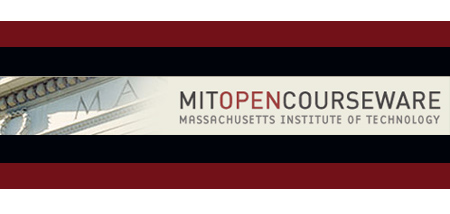 MA
MITOPENCOURSEWARE
MASSACHUSETTS INSTITUTE OF TECHNOLOGY